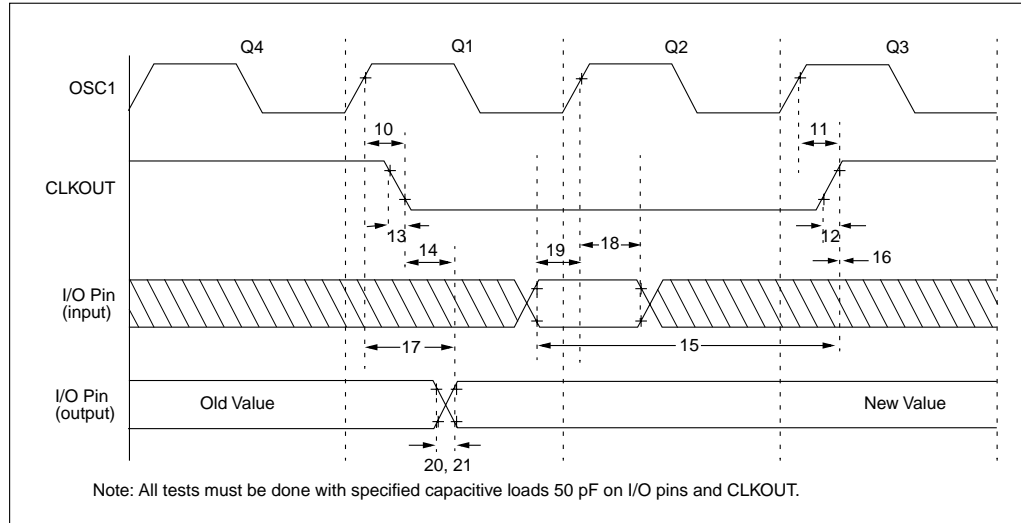 Q4 Q1 Q2 Q3
OSC1
10 11
CLKOUT
13 12
14 19 18 16
I/O Pin
(input)
17 15
I/O Pin
(output)
Old Value New Value
20, 21
Note: All tests must be done with specified capacitive loads 50 pF on I/O pins and CLKOUT.